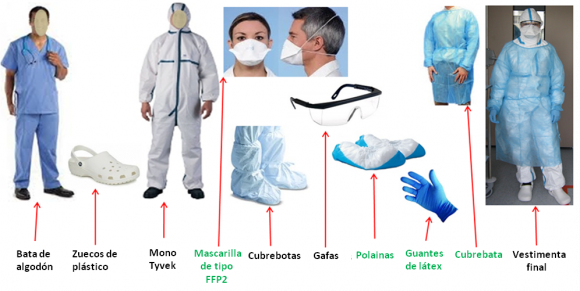 Bata de
algodón
Zuecos de
plástico
Mono
Tyvek
Mascarilla
de tipo
FFP2
Cubrebotas
Gafas
Polainas
Guantes
de látex
Cubrebata
Vestimenta
final